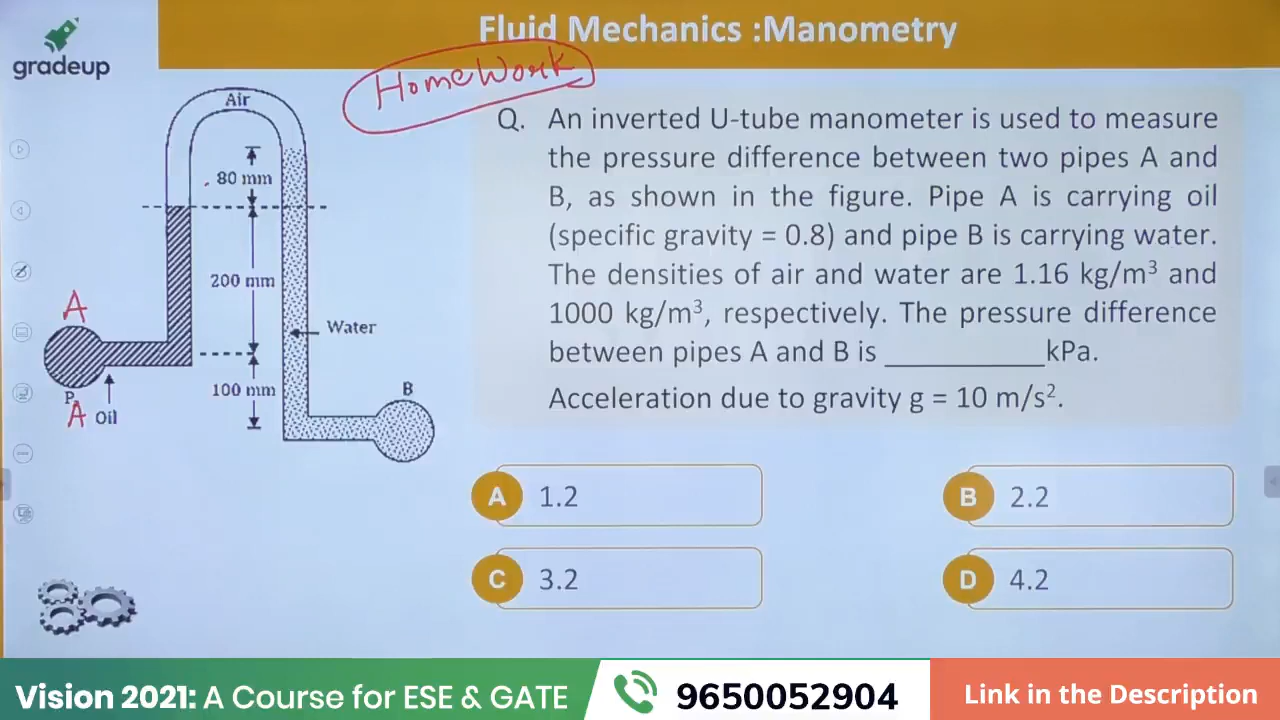 Fluid Mechanics :Manometry
gradeup
HomeWork
Air
80 mm
200 mm
A
Water
100 mm
B
P
A Oil
Q. An inverted U-tube manometer is used to measure
the pressure difference between two pipes A and
B, as shown in the figure. Pipe A is carrying oil
(specific gravity = 0.8) and pipe B is carrying water.
The densities of air and water are 1.16 kg/m³ and
1000 kg/m³, respectively. The pressure difference
between pipes A and B is __________kPa.
Acceleration due to gravity g = 10 m/s².
A 1.2
B 2.2
C 3.2
D 4.2
Vision 2021: A Course for ESE & GATE
9650052904
Link in the Description